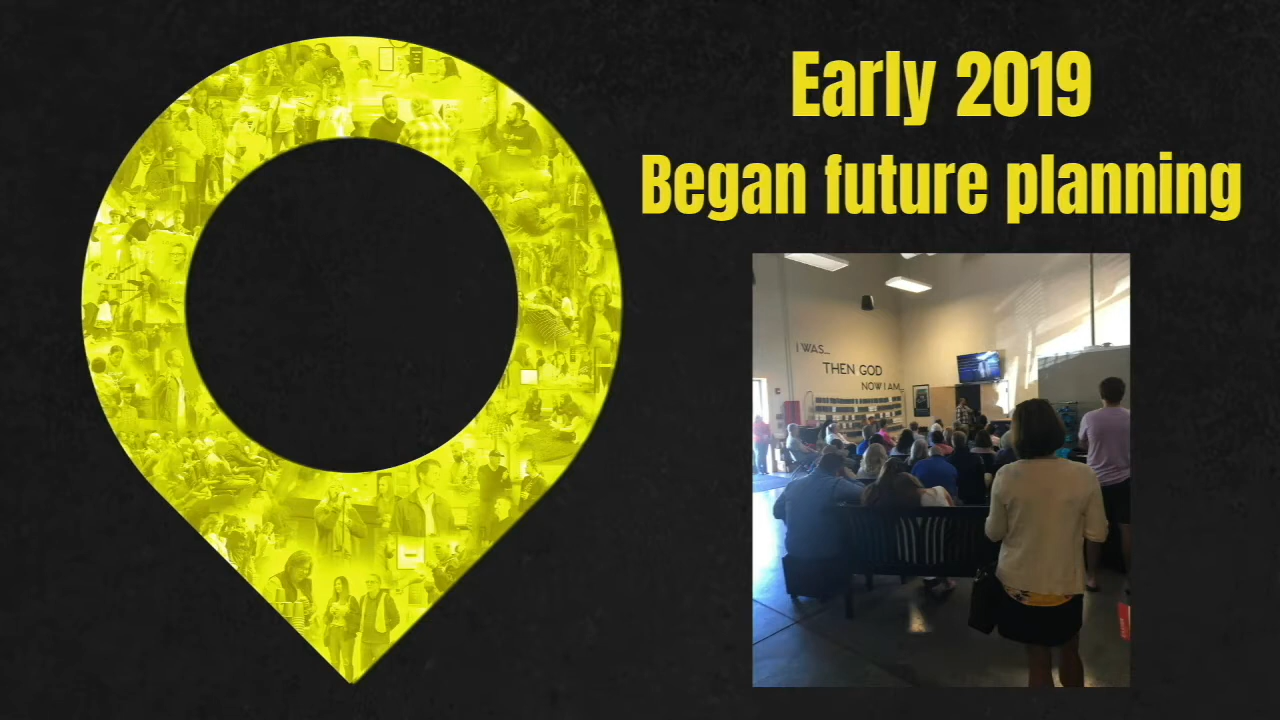 Early 2019
Began future planning
I WAS...
THEN GOD
NOW I AM...